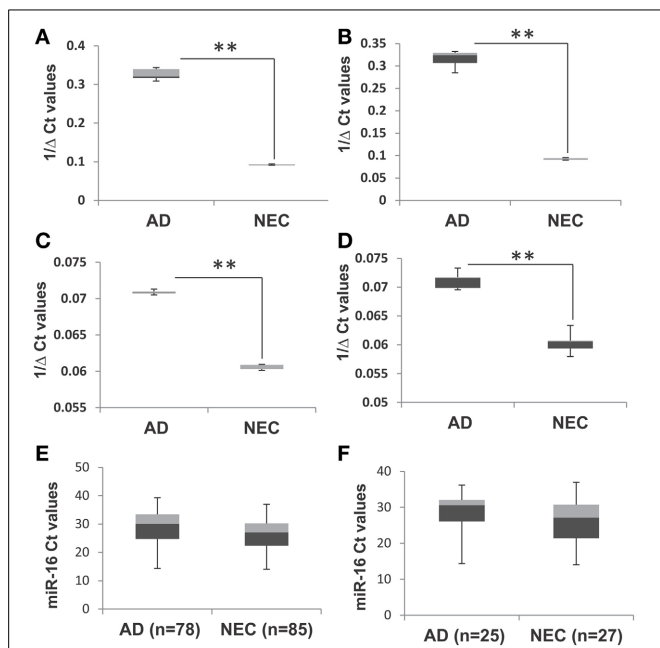 A
1/Δ Ct values
0.4
0.3
0.2
0.1
0
**
AD NEC
B
1/Δ Ct values
0.35
0.3
0.25
0.2
0.15
0.1
0.05
0
**
AD NEC
C
1/Δ Ct values
0.075
0.07
0.065
0.06
0.055
**
AD NEC
D
1/Δ Ct values
0.075
0.07
0.065
0.06
0.055
0.05
**
AD NEC
E
miR-16 Ct values
50
40
30
20
10
0
AD (n=78) NEC (n=85)
F
miR-16 Ct values
40
30
20
10
0
AD (n=25) NEC (n=27)